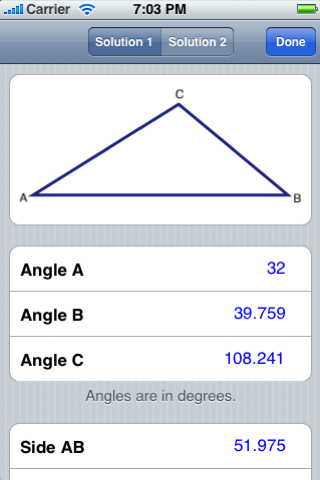 Carrier 7:03 PM
Solution 1 Solution 2 Done
C
A B
Angle A 32
Angle B 39.759
Angle C 108.241
Angles are in degrees.
Side AB 51.975